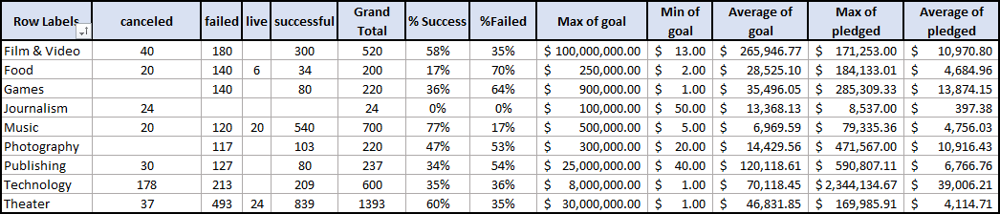 Row Labels canceled failed live successful Grand Total % Success %Failed Max of goal Min of goal Average of goal Max of pledged Average of pledged
Film & Video 40 180 300 520 58% 35% $ 100,000,000.00 $ 13.00 $ 265,946.77 $ 171,253.00 $ 10,970.80
Food 20 140 6 34 200 17% 70% $ 250,000.00 $ 2.00 $ 28,525.10 $ 184,133.01 $ 4,684.96
Games 140 80 220 36% 64% $ 900,000.00 $ 1.00 $ 35,496.05 $ 285,309.33 $ 13,874.15
Journalism 24 24 0% 0% $ 100,000.00 $ 50.00 $ 13,368.13 $ 8,537.00 $ 397.38
Music 20 120 20 540 700 77% 17% $ 500,000.00 $ 5.00 $ 6,969.59 $ 79,335.36 $ 4,756.03
Photography 117 103 220 47% 53% $ 300,000.00 $ 20.00 $ 14,429.56 $ 471,567.00 $ 10,916.43
Publishing 30 127 80 237 34% 54% $ 25,000,000.00 $ 40.00 $ 120,118.61 $ 590,807.11 $ 6,766.76
Technology 178 213 209 600 35% 36% $ 8,000,000.00 $ 1.00 $ 70,118.45 $ 2,344,134.67 $ 39,006.21
Theater 37 493 24 839 1393 60% 35% $ 30,000,000.00 $ 1.00 $ 46,831.85 $ 169,985.91 $ 4,114.71